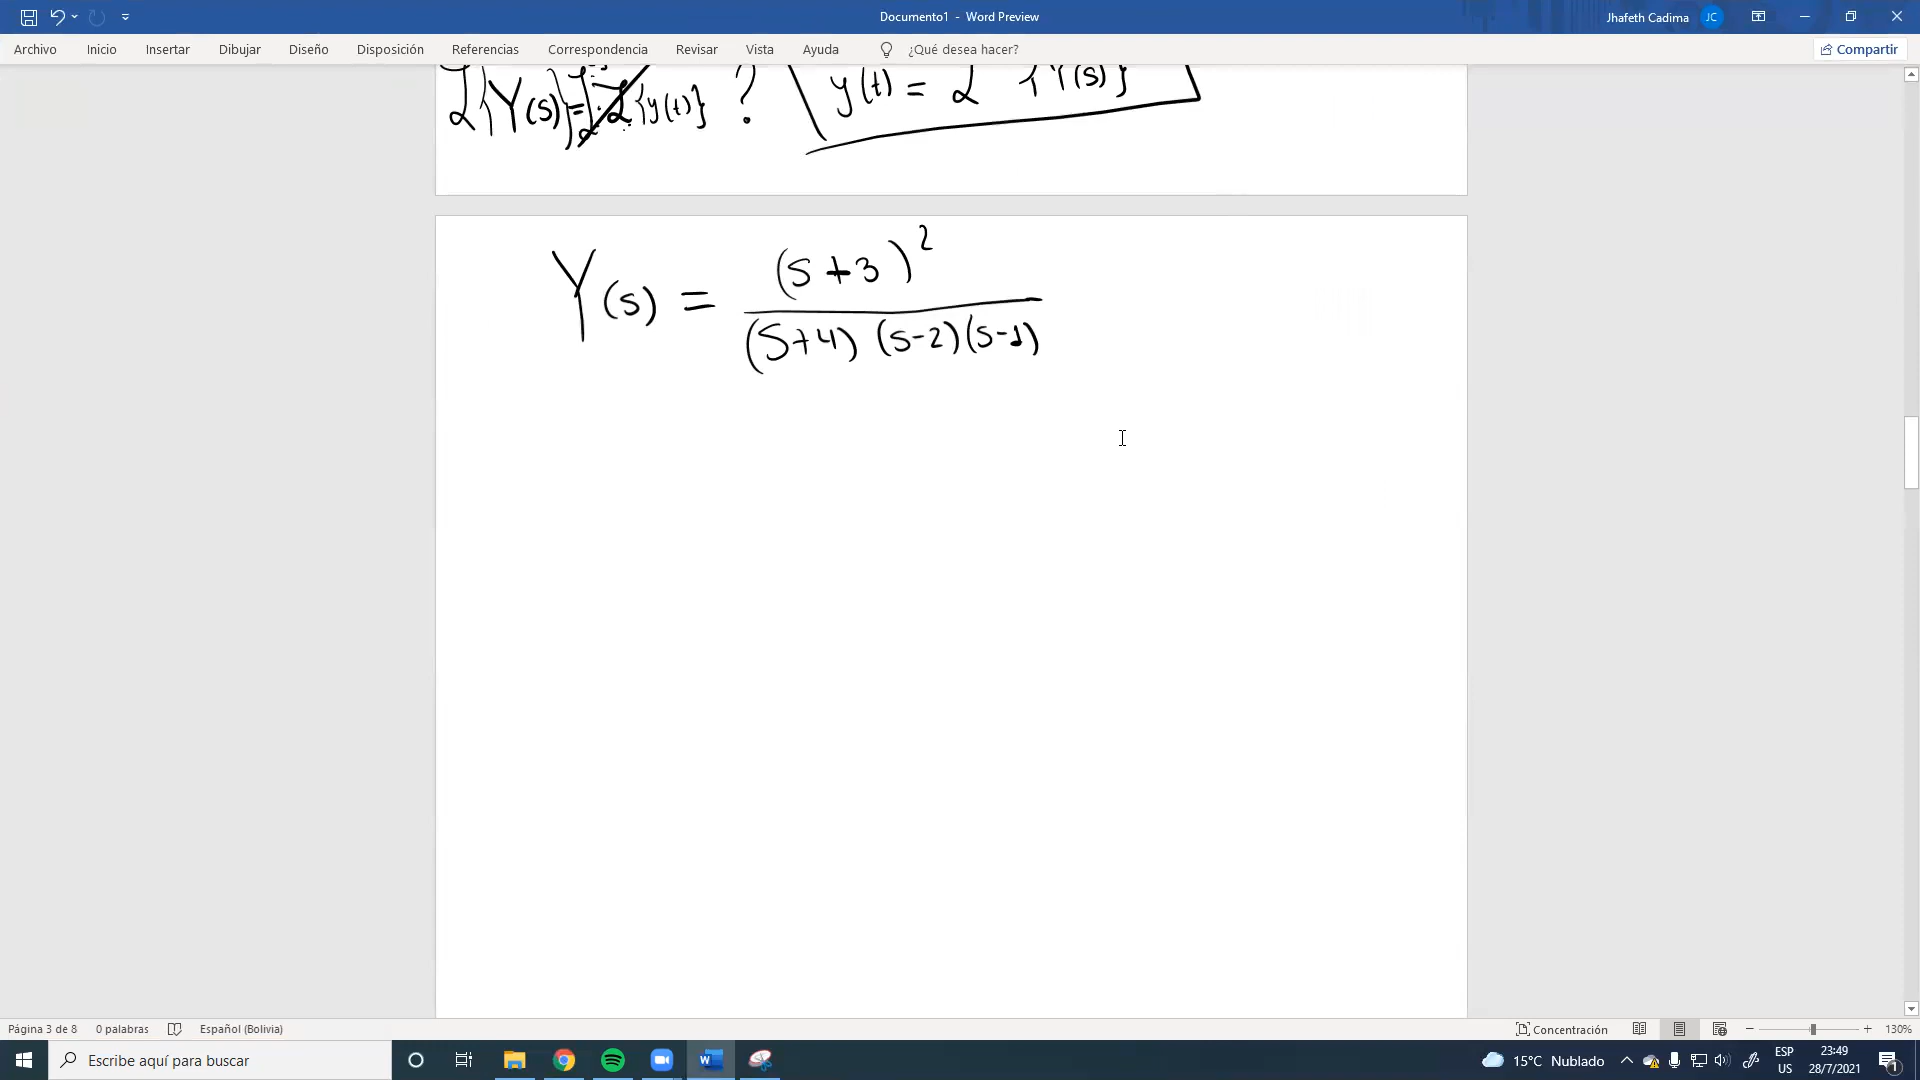 Documento1 - Word Preview
Jhafeth Cadima
JC
Archivo Inicio Insertar Dibujar Diseño Disposición Referencias Correspondencia Revisar Vista Ayuda ¿Qué desea hacer?
Compartir
Y(s) = {y(t)} ? y(t) = {Y(s)}
Y(s) = (s+3)^2 / (s+4)(s-2)(s-1)
Página 3 de 8 0 palabras Español (Bolivia)
Concentración
130%
Escribe aquí para buscar
15°C Nublado
ESP
US
23:49
28/7/2021
1